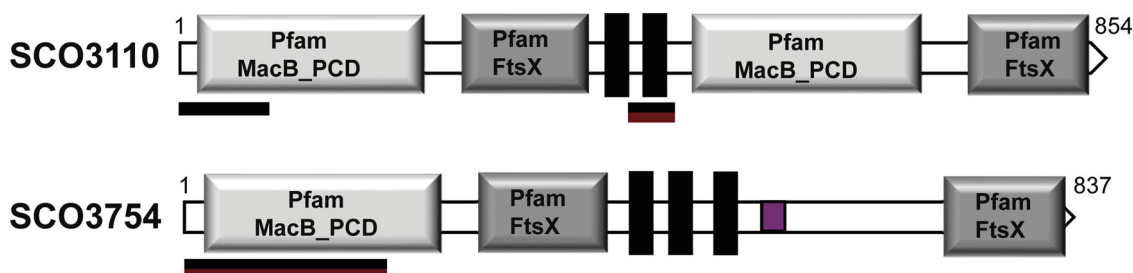 1
854
SCO3110
Pfam
MacB_PCD
Pfam
FtsX
Pfam
MacB_PCD
Pfam
FtsX
1
837
SCO3754
Pfam
MacB_PCD
Pfam
FtsX
Pfam
FtsX